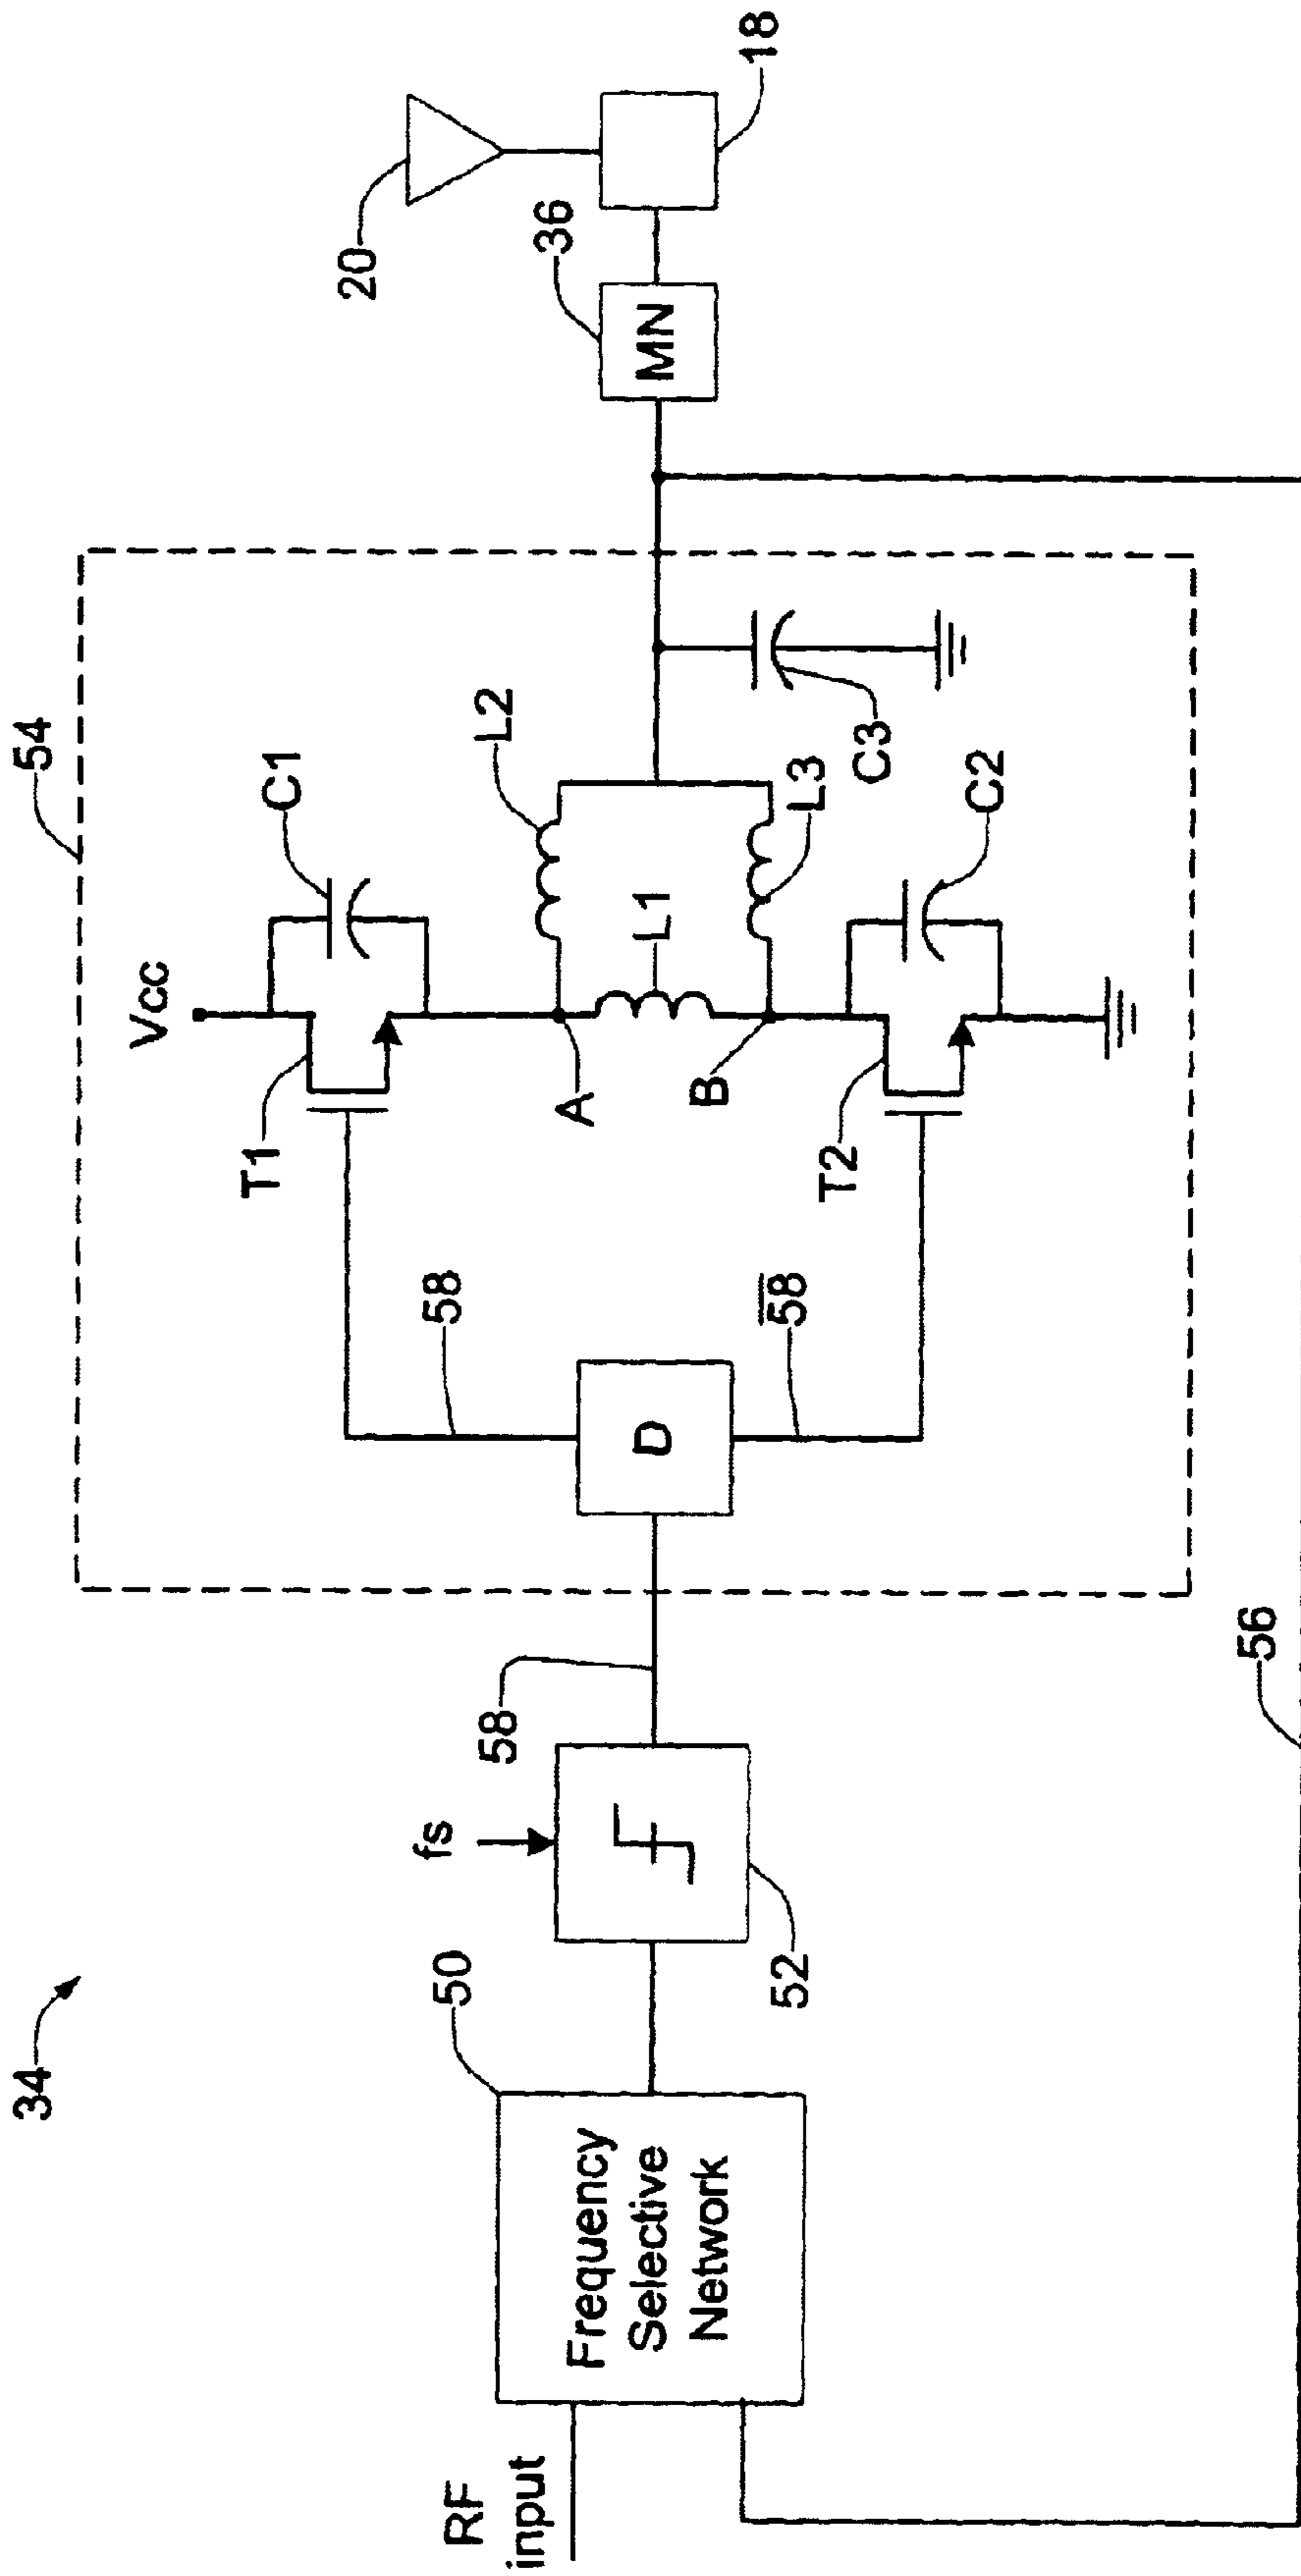 34
54
Vcc
C1
T1
L2
20
36
MN
18
58
A
L1
B
L3
C3
C2
T2
D
58
58
fs
52
50
Frequency
Selective
Network
RF
input
56